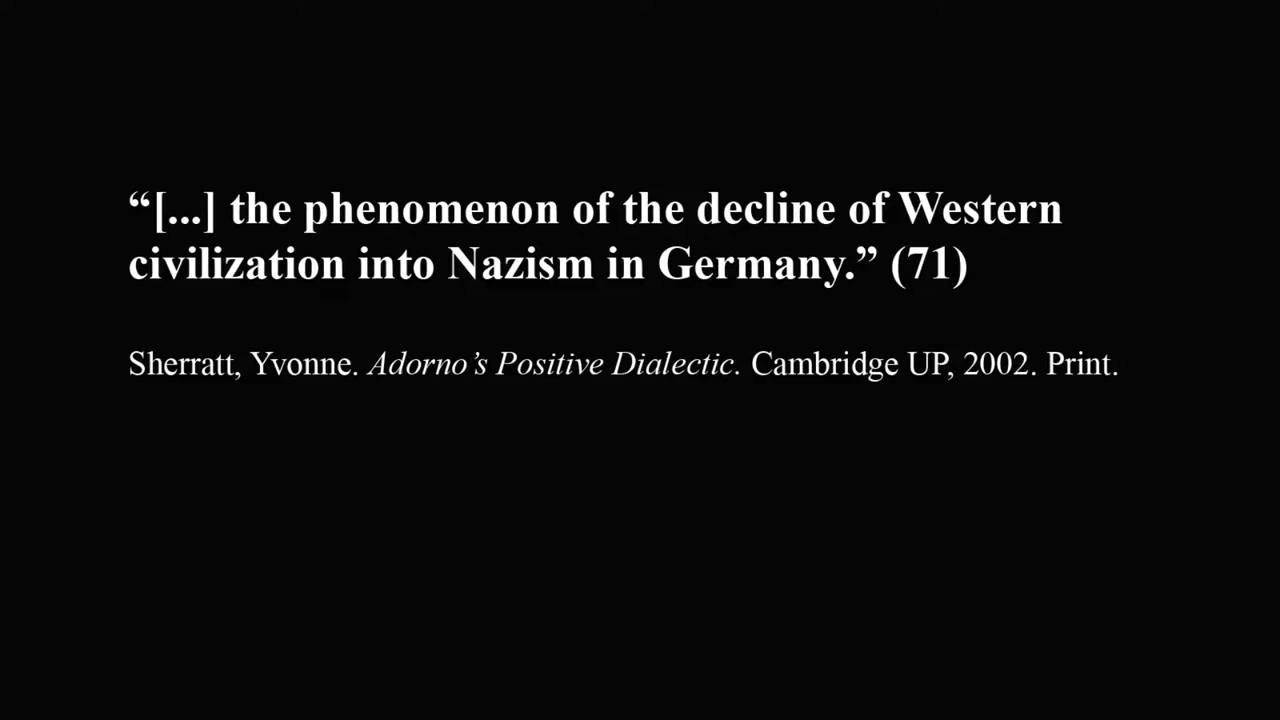 “[...] the phenomenon of the decline of Western
civilization into Nazism in Germany.” (71)
Sherratt, Yvonne. Adorno’s Positive Dialectic. Cambridge UP, 2002. Print.